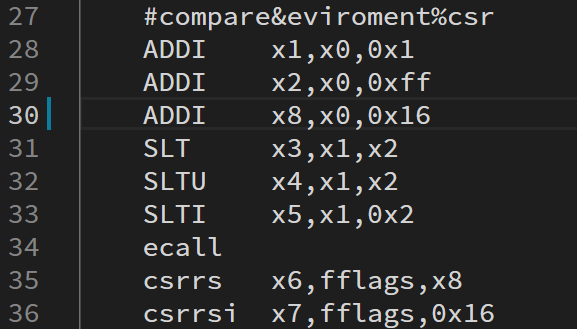 27 #compare&eviroment%csr
28 ADDI x1,x0,0x1
29 ADDI x2,x0,0xff
30 ADDI x8,x0,0x16
31 SLT x3,x1,x2
32 SLTU x4,x1,x2
33 SLTI x5,x1,0x2
34 ecall
35 csrrs x6,fflags,x8
36 csrrsi x7,fflags,0x16